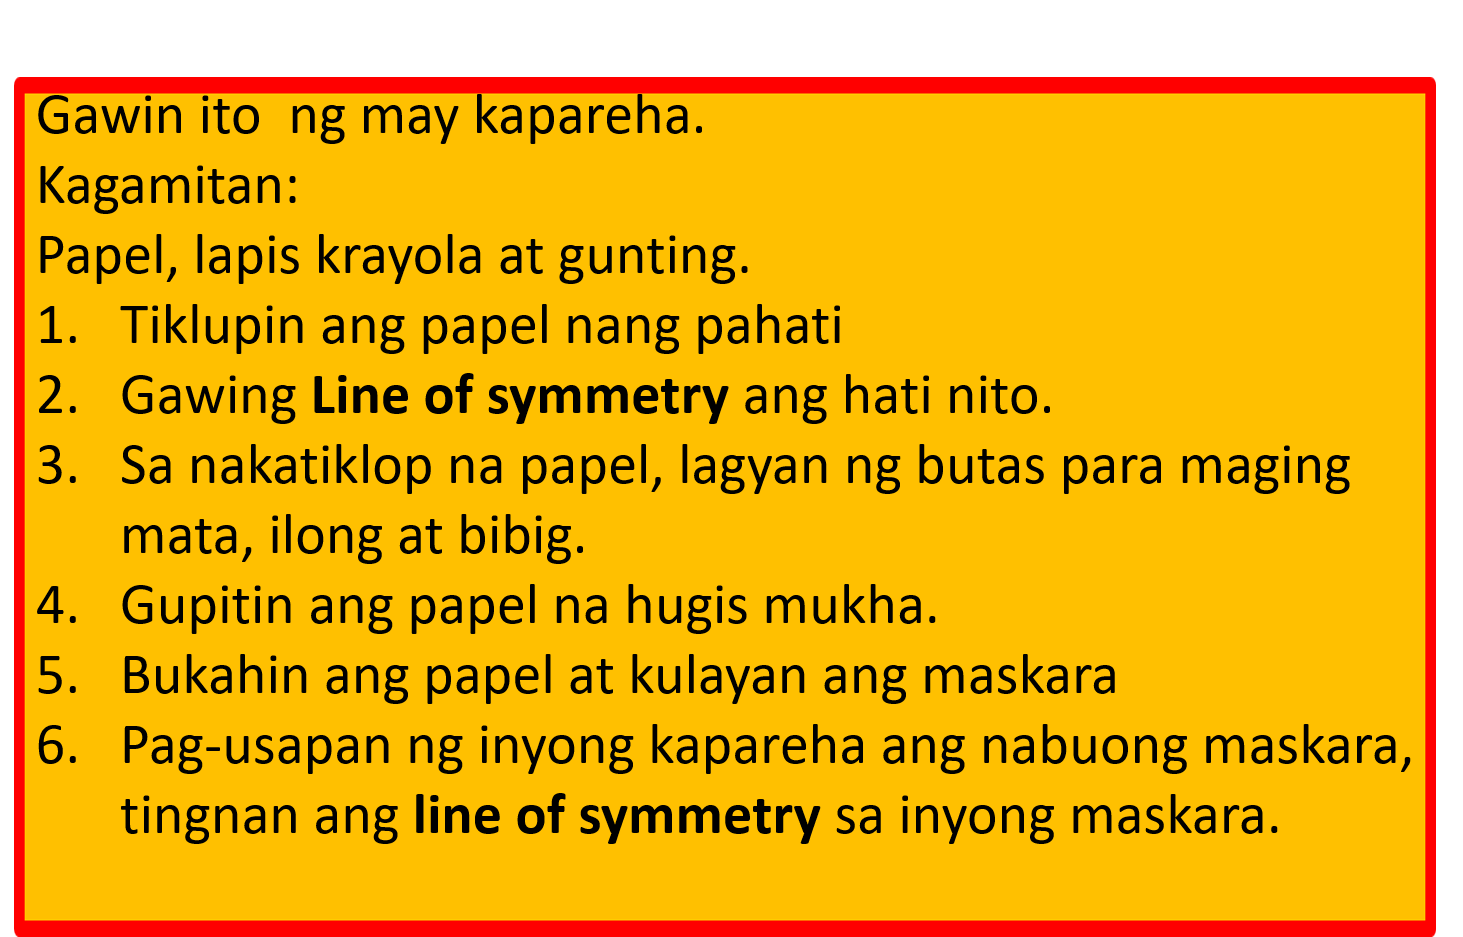 Gawin ito  ng may kapareha.
Kagamitan:
Papel, lapis krayola at gunting.
1. Tiklupin ang papel nang pahati
2. Gawing Line of symmetry ang hati nito.
3. Sa nakatiklop na papel, lagyan ng butas para maging
mata, ilong at bibig.
4. Gupitin ang papel na hugis mukha.
5. Bukahin ang papel at kulayan ang maskara
6. Pag-usapan ng inyong kapareha ang nabuong maskara,
tingnan ang line of symmetry sa inyong maskara.